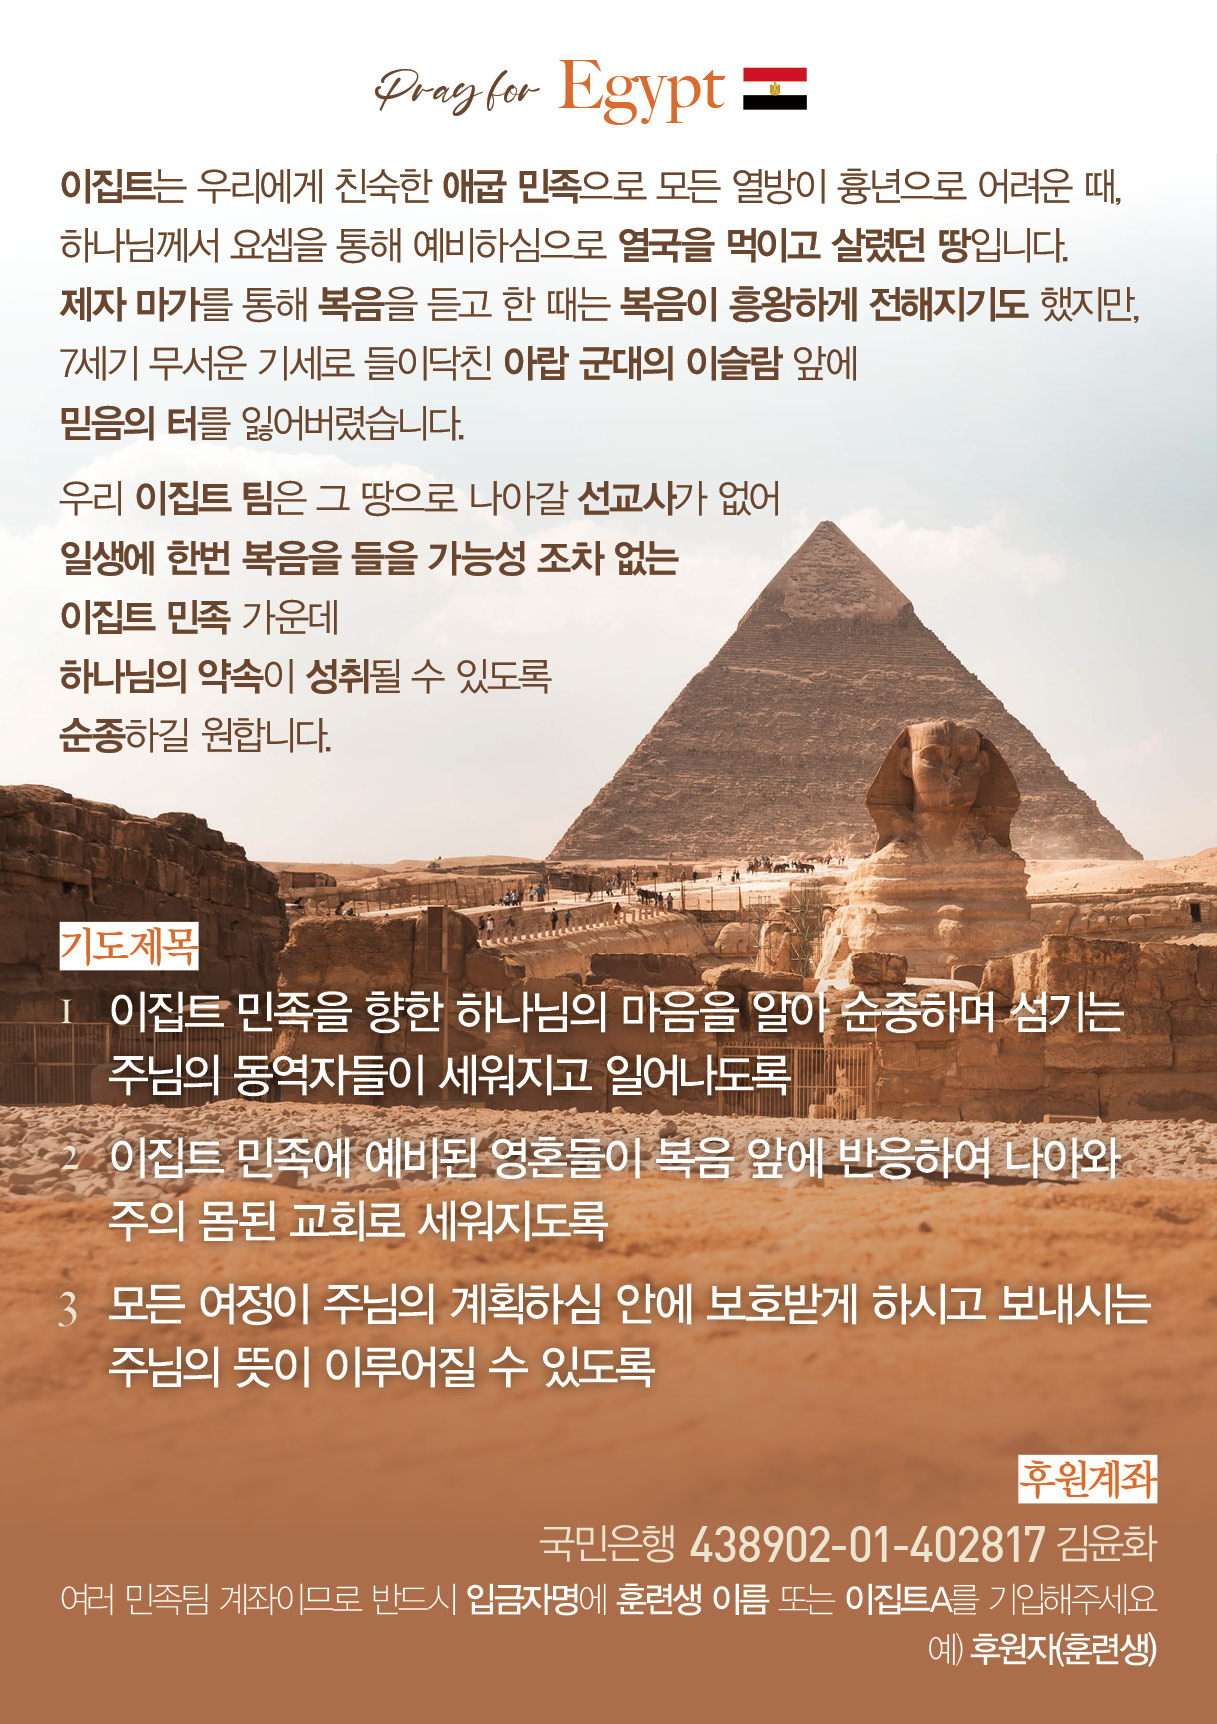 Pray for Egypt
이집트는 우리에게 친숙한 애굽 민족으로 모든 열방이 흉년으로 어려운 때,
하나님께서 요셉을 통해 예비하심으로 열국을 먹이고 살렸던 땅입니다.
제자 마가를 통해 복음을 듣고 한 때는 복음이 흥왕하게 전해지기도 했지만,
7세기 무서운 기세로 들이닥친 아랍 군대의 이슬람 앞에
믿음의 터를 잃어버렸습니다.
우리 이집트 팀은 그 땅으로 나아갈 선교사가 없어
일생에 한번 복음을 들을 가능성 조차 없는
이집트 민족 가운데
하나님의 약속이 성취될 수 있도록
순종하길 원합니다.
기도제목
1 이집트 민족을 향한 하나님의 마음을 알아 순종하며 섬기는
주님의 동역자들이 세워지고 일어나도록
2 이집트 민족에 예비된 영혼들이 복음 앞에 반응하여 나아와
주의 몸된 교회로 세워지도록
3 모든 여정이 주님의 계획하심 안에 보호받게 하시고 보내시는
주님의 뜻이 이루어질 수 있도록
후원계좌
국민은행 438902-01-402817 김윤화
여러 민족팀 계좌이므로 반드시 입금자명에 훈련생 이름 또는 이집트A를 기입해주세요
예) 후원자(훈련생)